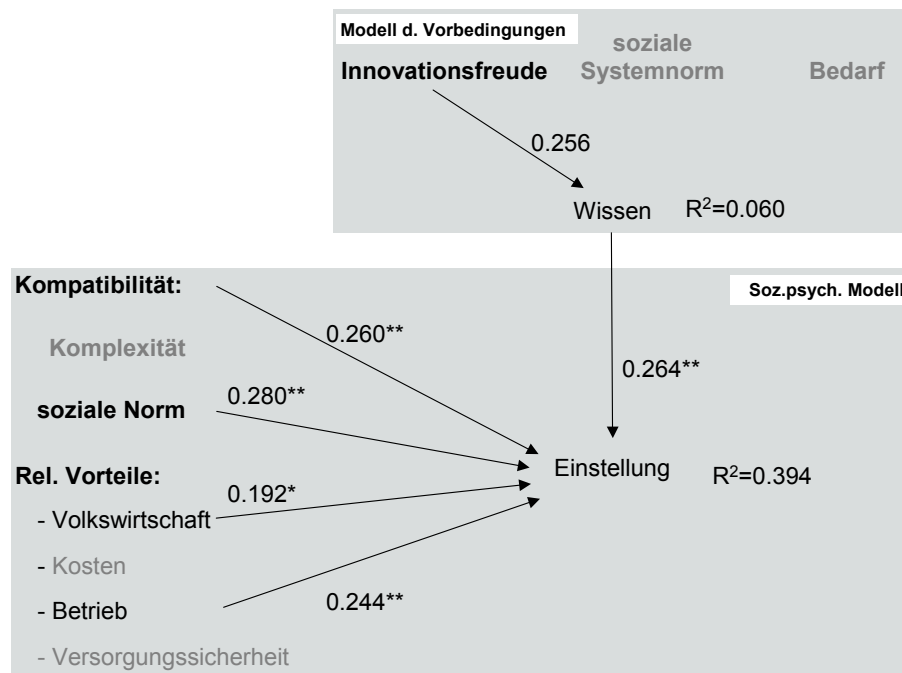 Modell d. Vorbedingungen
soziale
Innovationsfreude Systemnorm Bedarf
0.256
Wissen R²=0.060
Kompatibilität:
Soz.psych. Modell
0.260**
Komplexität
0.264**
0.280**
soziale Norm
Einstellung R²=0.394
Rel. Vorteile:
0.192*
- Volkswirtschaft
- Kosten
- Betrieb
0.244**
- Versorgungssicherheit